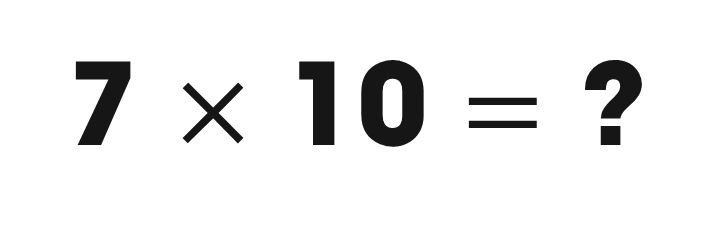 7 × 10 = ?